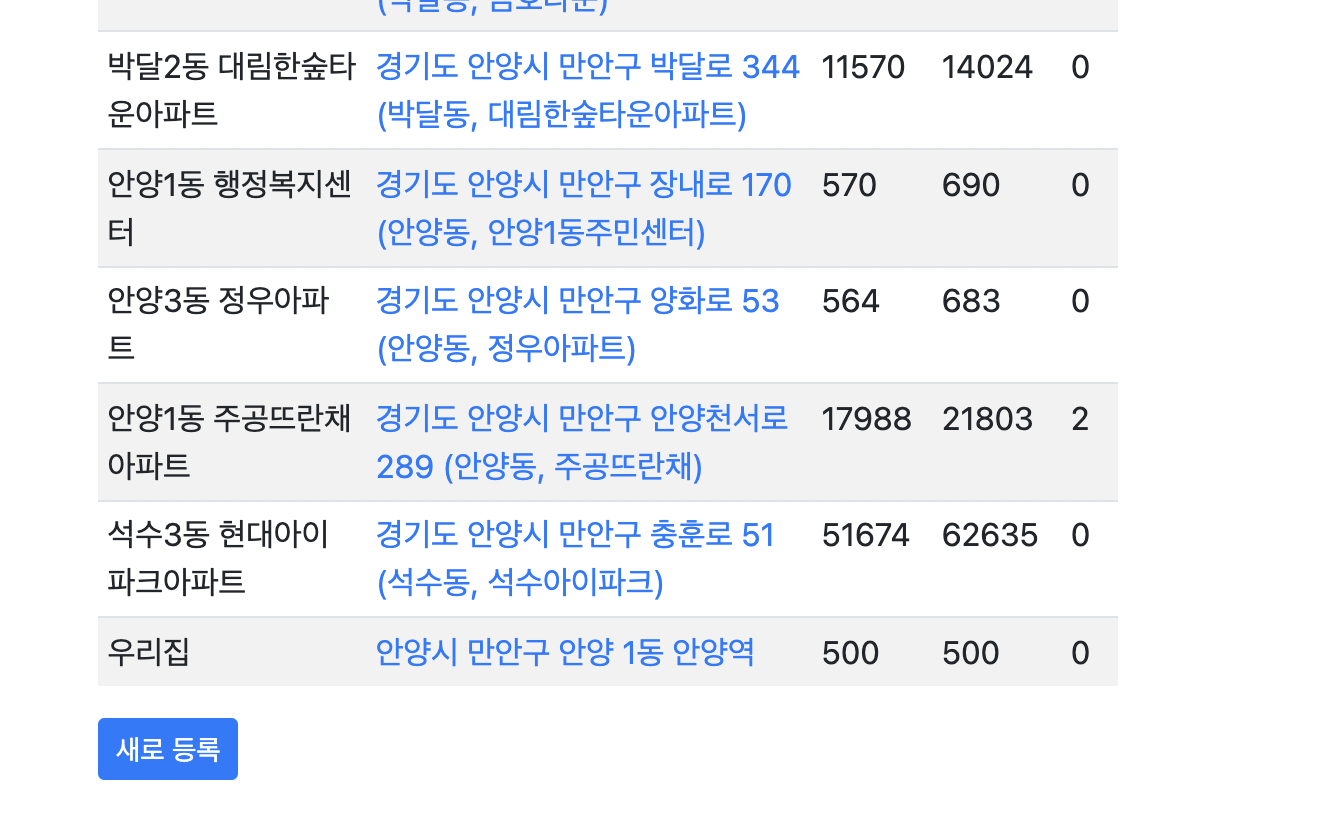 박달2동 대림한숲타 경기도 안양시 만안구 박달로 344 11570 14024 0
운아파트 (박달동, 대림한숲타운아파트)
안양1동 행정복지센 경기도 안양시 만안구 장내로 170 570 690 0
터 (안양동, 안양1동주민센터)
안양3동 정우아파 경기도 안양시 만안구 양화로 53 564 683 0
트 (안양동, 정우아파트)
안양1동 주공뜨란채 경기도 안양시 만안구 안양천서로 17988 21803 2
아파트 289 (안양동, 주공뜨란채)
석수3동 현대아이 경기도 안양시 만안구 충훈로 51 51674 62635 0
파크아파트 (석수동, 석수아이파크)
우리집 안양시 만안구 안양 1동 안양역 500 500 0
새로 등록